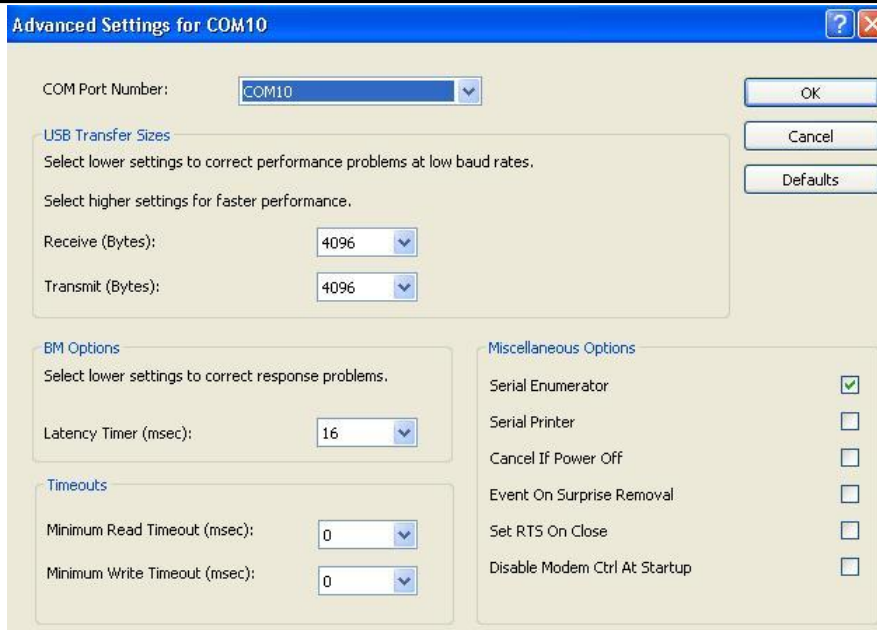 Advanced Settings for COM10
COM Port Number:
COM10
OK
Cancel
Defaults
USB Transfer Sizes
Select lower settings to correct performance problems at low baud rates.
Select higher settings for faster performance.
Receive (Bytes):
4096
Transmit (Bytes):
4096
BM Options
Select lower settings to correct response problems.
Latency Timer (msec):
16
Timeouts
Minimum Read Timeout (msec):
0
Minimum Write Timeout (msec):
0
Miscellaneous Options
Serial Enumerator
Serial Printer
Cancel If Power Off
Event On Surprise Removal
Set RTS On Close
Disable Modem Ctrl At Startup